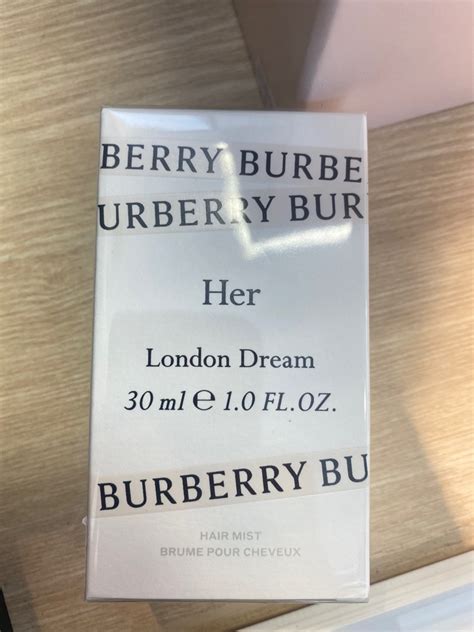 BERRY BURBE
URBERRY BUR
Her
London Dream
30 ml ℮ 1.0 FL.OZ.
BURBERRY BU
HAIR MIST
BRUME POUR CHEVEUX